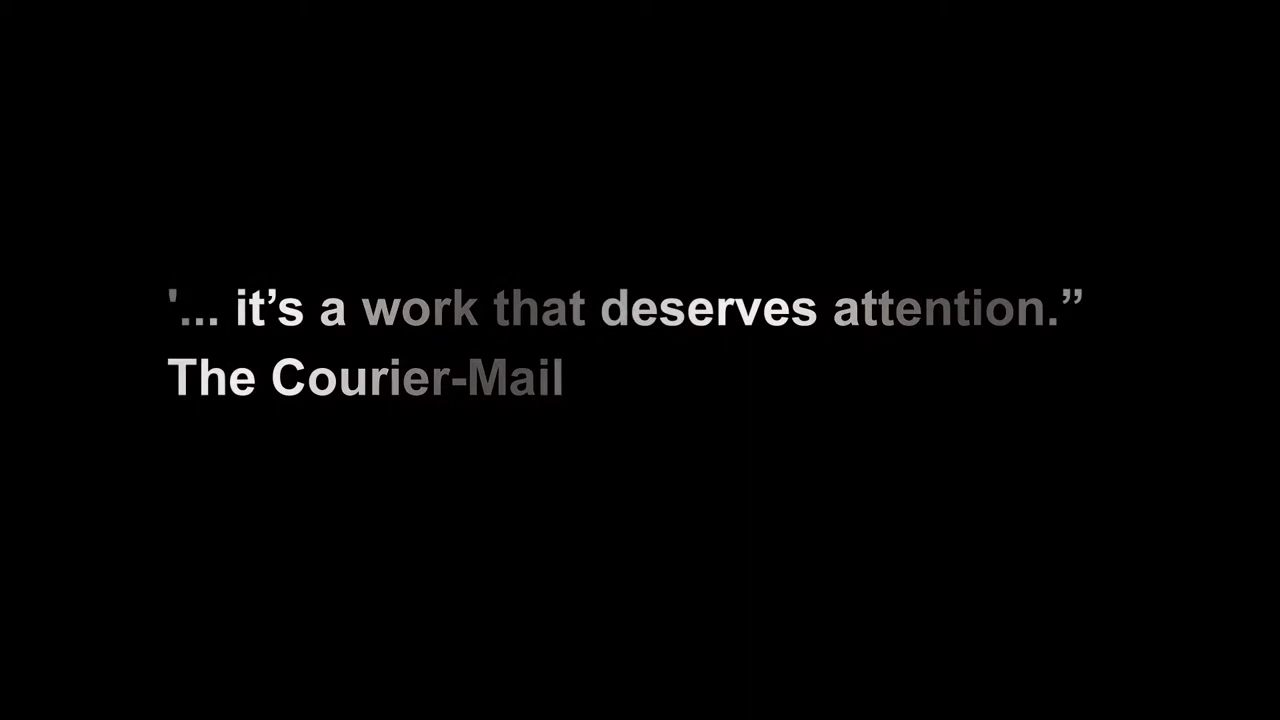 '... it’s a work that deserves attention.”
The Courier-Mail